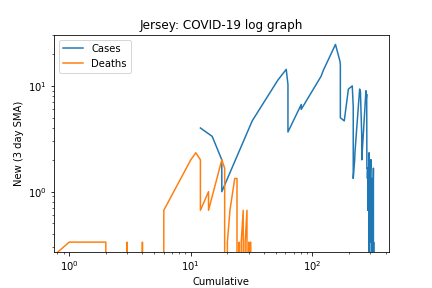 Jersey: COVID-19 log graph
Cases
Deaths
10¹
10⁰
New (3 day SMA)
10⁰ 10¹ 10²
Cumulative